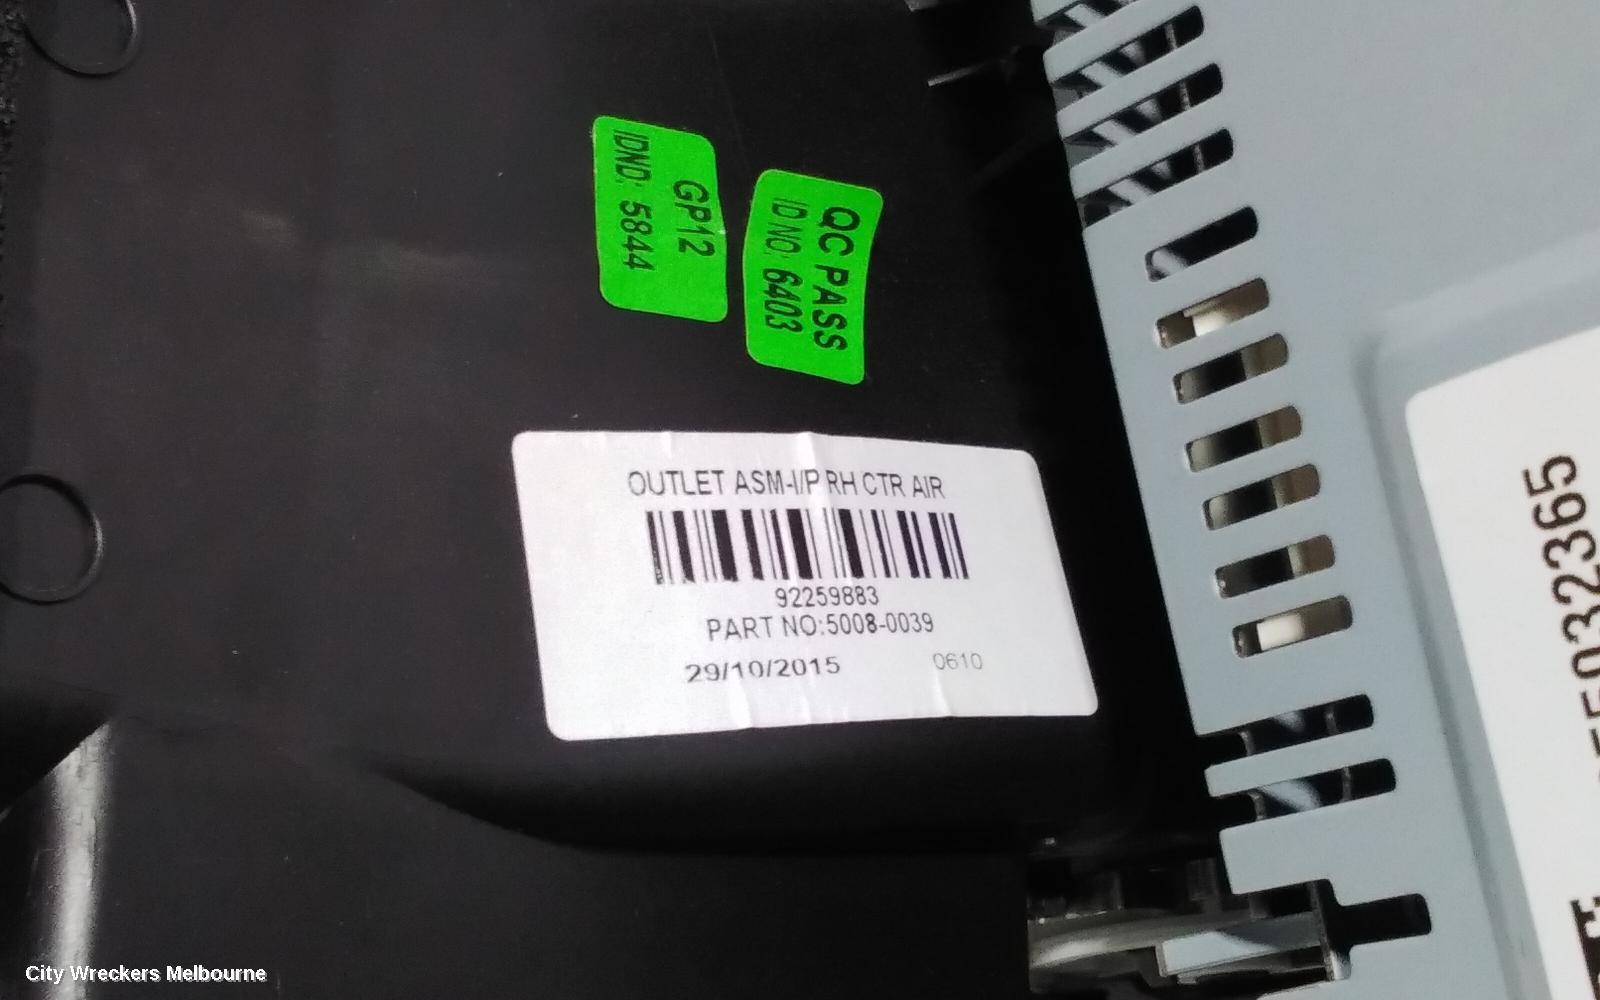 GP12
IDNO: 5844
QC PASS
ID NO: 6403
OUTLET ASM-I/P RH CTR AIR
92259883
PART NO:5008-0039
29/10/2015 0610
5032365
City Wreckers Melbourne